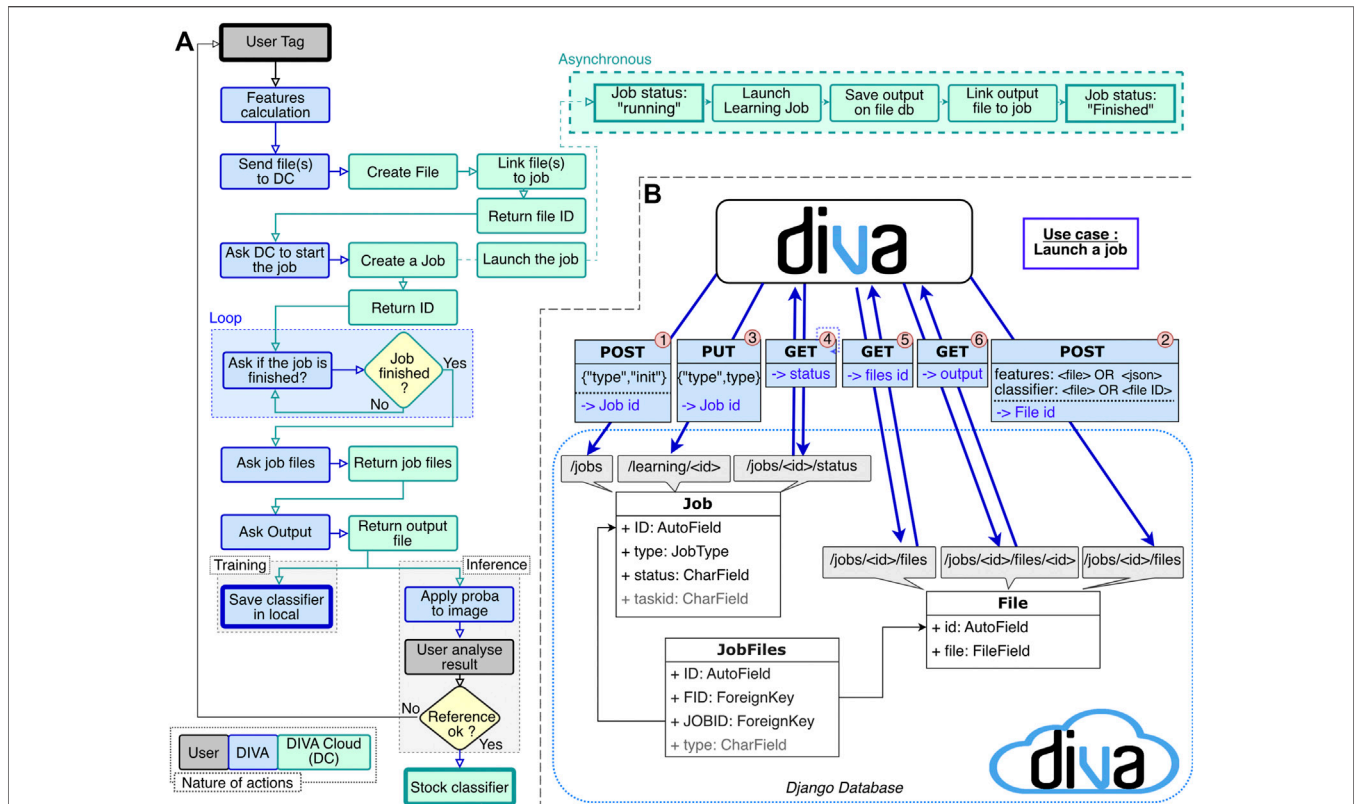 A
User Tag
Features
calculation
Send file(s)
to DC
Create File
Link file(s)
to job
Return file ID
Ask DC to start
the job
Create a Job
Launch the job
Return ID
Loop
Ask if the job is
finished?
Job
finished
?
Yes
No
Ask job files
Return job files
Ask Output
Return output
file
Training
Inference
Save classifier
in local
Apply proba
to image
User analyse
result
Reference
ok ?
No
Yes
Stock classifier
User
DIVA
DIVA Cloud
(DC)
Nature of actions
Asynchronous
Job status:
"running"
Launch
Learning Job
Save output
on file db
Link output
file to job
Job status:
"Finished"
B
diva
Use case :
Launch a job
1
POST
{"type","init"}
-> Job id
3
PUT
{"type",type}
-> Job id
4
GET
-> status
5
GET
-> files id
6
GET
-> output
2
POST
features: <file> OR <json>
classifier: <file> OR <file ID>
-> File id
/jobs
/learning/<id>
/jobs/<id>/status
Job
+ ID: AutoField
+ type: JobType
+ status: CharField
+ taskid: CharField
/jobs/<id>/files
/jobs/<id>/files/<id>
/jobs/<id>/files
File
+ id: AutoField
+ file: FileField
JobFiles
+ ID: AutoField
+ FID: ForeignKey
+ JOBID: ForeignKey
+ type: CharField
Django Database
diva